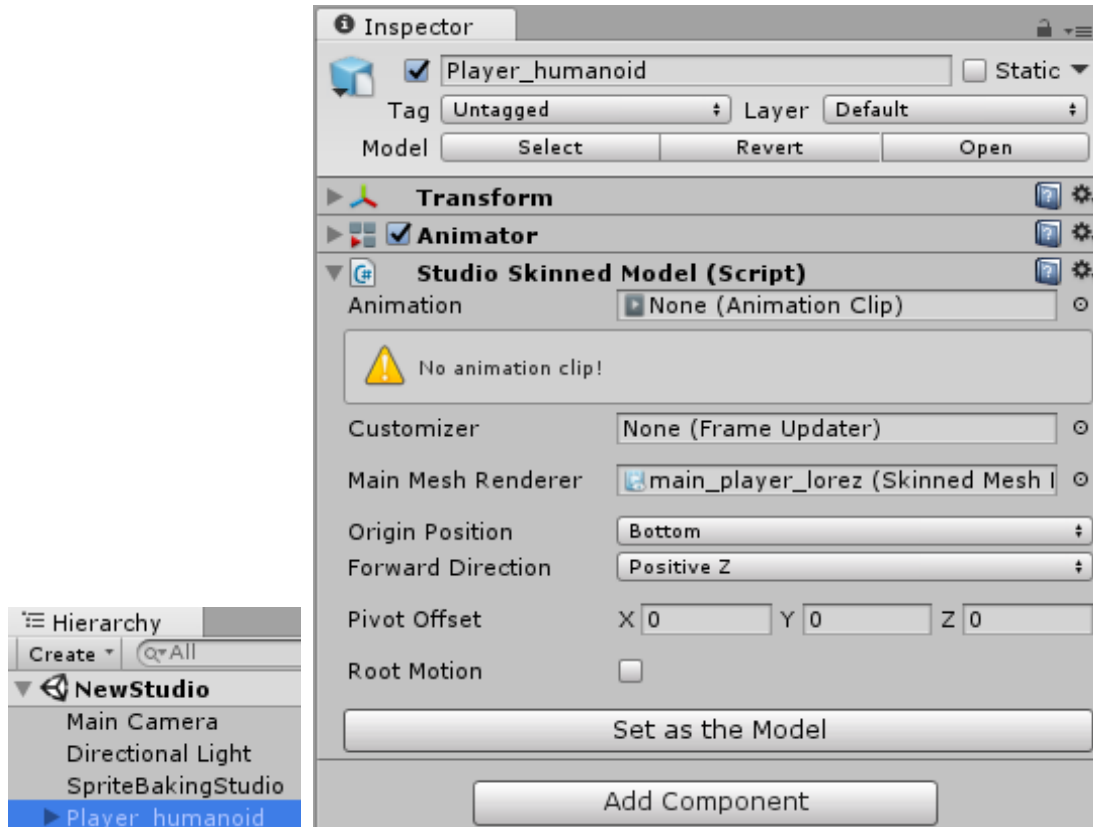 Inspector
Player_humanoid Static
Tag Untagged Layer Default
Model Select Revert Open
Transform
Animator
Studio Skinned Model (Script)
Animation None (Animation Clip)
No animation clip!
Customizer None (Frame Updater)
Main Mesh Renderer main_player_lorez (Skinned Mesh
Origin Position Bottom
Forward Direction Positive Z
Pivot Offset X 0 Y 0 Z 0
Root Motion
Set as the Model
Add Component
Hierarchy
Create All
NewStudio
Main Camera
Directional Light
SpriteBakingStudio
Player_humanoid